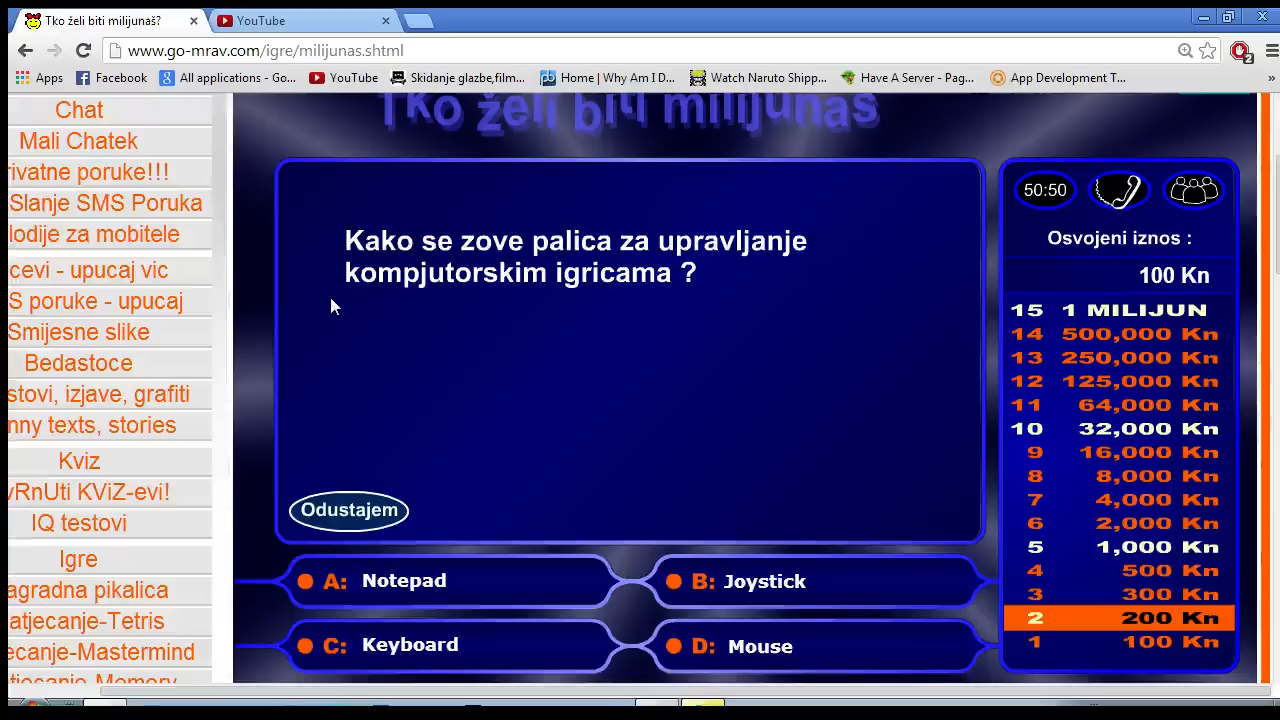 Tko želi biti milijunaš?
YouTube
www.go-mrav.com/igre/milijunas.shtml
2
Apps
Facebook
All applications - Go...
YouTube
Skidanje glazbe,film...
Home | Why Am I D...
Watch Naruto Shipp...
Have A Server - Pag...
App Development T...
»
Chat
Mali Chatek
rivatne poruke!!!
Slanje SMS Poruka
lodije za mobitele
cevi - upucaj vic
S poruke - upucaj
Smijesne slike
Bedastoce
stovi, izjave, grafiti
nny texts, stories
Kviz
vRnUti KViZ-evi!
IQ testovi
Igre
agradna pikalica
atjecanje-Tetris
ecanje-Mastermind
tjecanje-Memory
Tko želi biti milijunaš
Kako se zove palica za upravljanje
kompjutorskim igricama ?
Odustajem
A: Notepad
B: Joystick
C: Keyboard
D: Mouse
50:50
Osvojeni iznos :
100 Kn
15 1 MILIJUN
14 500,000 Kn
13 250,000 Kn
12 125,000 Kn
11 64,000 Kn
10 32,000 Kn
9 16,000 Kn
8 8,000 Kn
7 4,000 Kn
6 2,000 Kn
5 1,000 Kn
4 500 Kn
3 300 Kn
2 200 Kn
1 100 Kn